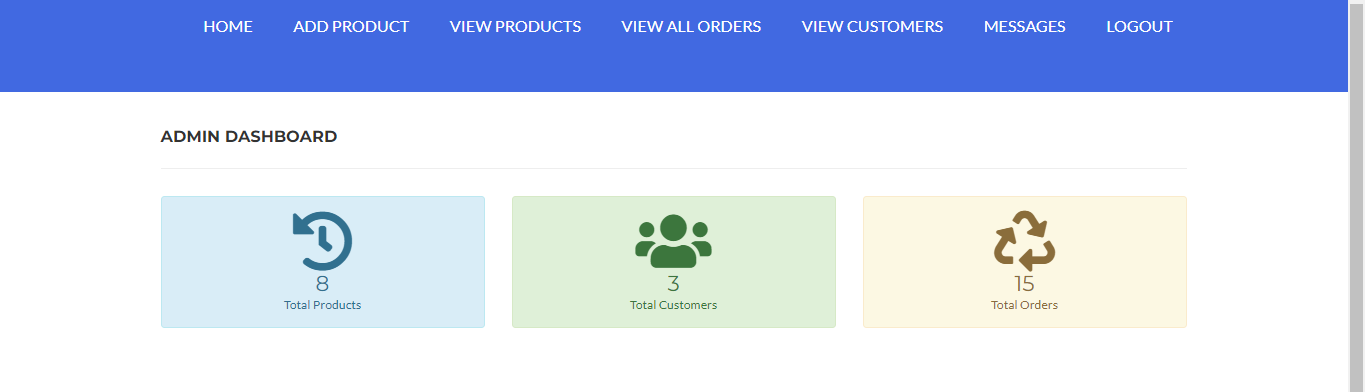 HOME ADD PRODUCT VIEW PRODUCTS VIEW ALL ORDERS VIEW CUSTOMERS MESSAGES LOGOUT
ADMIN DASHBOARD
8 3 15
Total Products Total Customers Total Orders